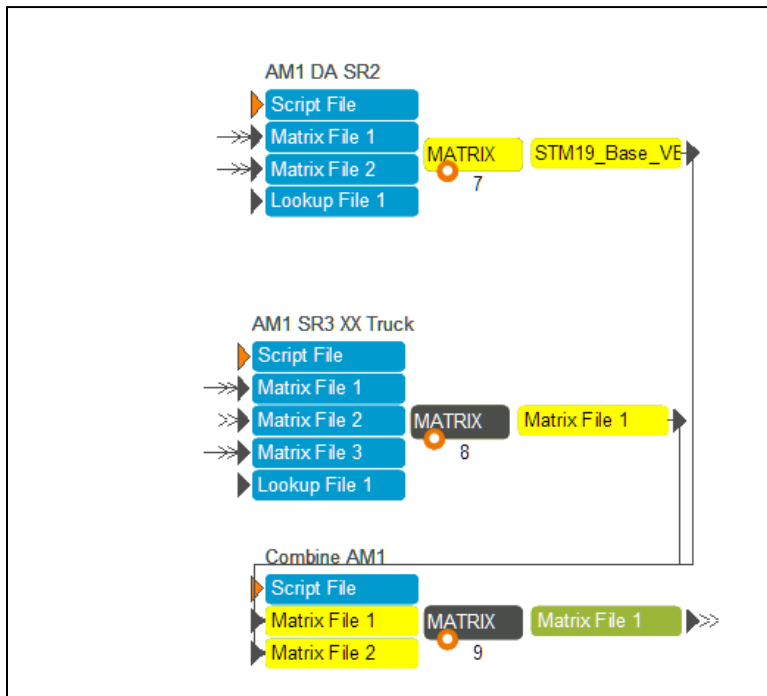 AM1 DA SR2
Script File
Matrix File 1
Matrix File 2
Lookup File 1
MATRIX
7
STM19_Base_VE
AM1 SR3 XX Truck
Script File
Matrix File 1
Matrix File 2
Matrix File 3
Lookup File 1
MATRIX
8
Matrix File 1
Combine AM1
Script File
Matrix File 1
Matrix File 2
MATRIX
9
Matrix File 1